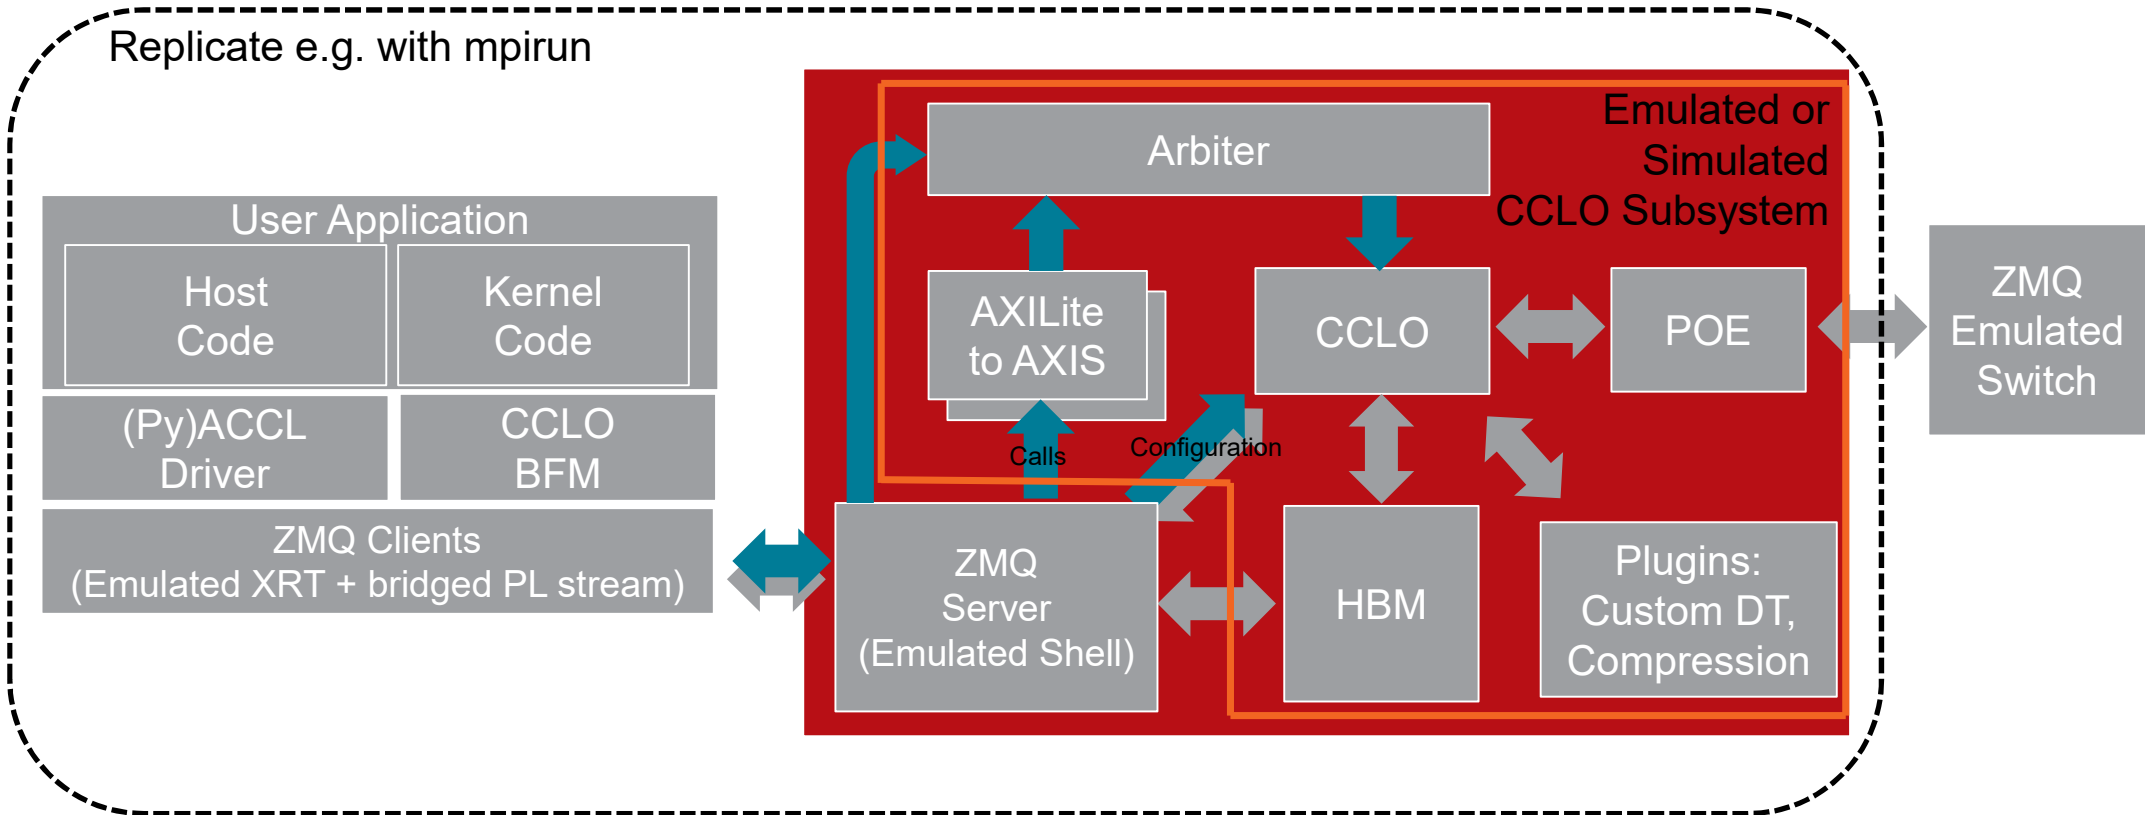 Replicate e.g. with mpirun
User Application
Host
Code
Kernel
Code
(Py)ACCL
Driver
CCLO
BFM
ZMQ Clients
(Emulated XRT + bridged PL stream)
Emulated or
Simulated
CCLO Subsystem
Arbiter
AXILite
to AXIS
CCLO
POE
Calls
Configuration
ZMQ
Server
(Emulated Shell)
HBM
Plugins:
Custom DT,
Compression
ZMQ
Emulated
Switch